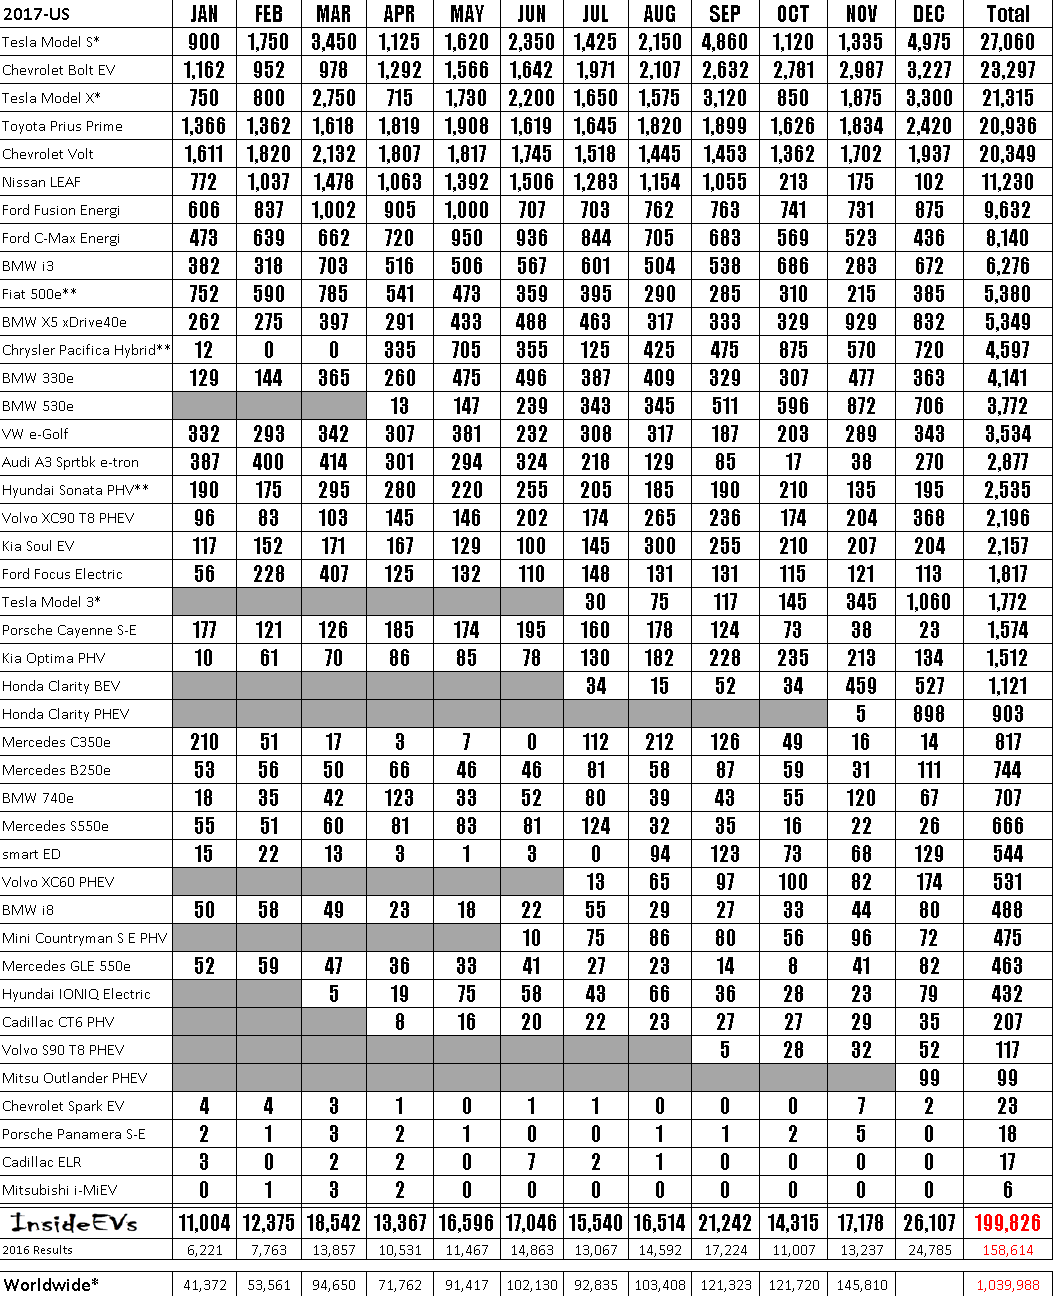 2017-US JAN FEB MAR APR MAY JUN JUL AUG SEP OCT NOV DEC Total
Tesla Model S* 900 1,750 3,450 1,125 1,620 2,350 1,425 2,150 4,860 1,120 1,335 4,975 27,060
Chevrolet Bolt EV 1,162 952 978 1,292 1,566 1,642 1,971 2,107 2,632 2,781 2,987 3,227 23,297
Tesla Model X* 750 800 2,750 715 1,730 2,200 1,650 1,575 3,120 850 1,875 3,300 21,315
Toyota Prius Prime 1,366 1,362 1,618 1,819 1,908 1,619 1,645 1,820 1,899 1,626 1,834 2,420 20,936
Chevrolet Volt 1,611 1,820 2,132 1,807 1,817 1,745 1,518 1,445 1,453 1,362 1,702 1,937 20,349
Nissan LEAF 772 1,037 1,478 1,063 1,392 1,506 1,283 1,154 1,055 213 175 102 11,230
Ford Fusion Energi 606 837 1,002 905 1,000 707 703 762 763 741 731 875 9,632
Ford C-Max Energi 473 639 662 720 950 936 844 705 683 569 523 436 8,140
BMW i3 382 318 703 516 506 567 601 504 538 686 283 672 6,276
Fiat 500e** 752 590 785 541 473 359 395 290 285 310 215 385 5,380
BMW X5 xDrive40e 262 275 397 291 433 488 463 317 333 329 929 832 5,349
Chrysler Pacifica Hybrid** 12 0 0 335 705 355 125 425 475 875 570 720 4,597
BMW 330e 129 144 365 260 475 496 387 409 329 307 477 363 4,141
BMW 530e 13 147 239 343 345 511 596 872 706 3,772
VW e-Golf 332 293 342 307 381 232 308 317 187 203 289 343 3,534
Audi A3 Sprtbk e-tron 387 400 414 301 294 324 218 129 85 17 38 270 2,877
Hyundai Sonata PHV** 190 175 295 280 220 255 205 185 190 210 135 195 2,535
Volvo XC90 T8 PHEV 96 83 103 145 146 202 174 265 236 174 204 368 2,196
Kia Soul EV 117 152 171 167 129 100 145 300 255 210 207 204 2,157
Ford Focus Electric 56 228 407 125 132 110 148 131 131 115 121 113 1,817
Tesla Model 3* 30 75 117 145 345 1,060 1,772
Porsche Cayenne S-E 177 121 126 185 174 195 160 178 124 73 38 23 1,574
Kia Optima PHV 10 61 70 86 85 78 130 182 228 235 213 134 1,512
Honda Clarity BEV 34 15 52 34 459 527 1,121
Honda Clarity PHEV 5 898 903
Mercedes C350e 210 51 17 3 7 0 112 212 126 49 16 14 817
Mercedes B250e 53 56 50 66 46 46 81 58 87 59 31 111 744
BMW 740e 18 35 42 123 33 52 80 39 43 55 120 67 707
Mercedes S550e 55 51 60 81 83 81 124 32 35 16 22 26 666
smart ED 15 22 13 3 1 3 0 94 123 73 68 129 544
Volvo XC60 PHEV 13 65 97 100 82 174 531
BMW i8 50 58 49 23 18 22 55 29 27 33 44 80 488
Mini Countryman S E PHV 10 75 86 80 56 96 72 475
Mercedes GLE 550e 52 59 47 36 33 41 27 23 14 8 41 82 463
Hyundai IONIQ Electric 5 19 75 58 43 66 36 28 23 79 432
Cadillac CT6 PHV 8 16 20 22 23 27 27 29 35 207
Volvo S90 T8 PHEV 5 28 32 52 117
Mitsu Outlander PHEV 99 99
Chevrolet Spark EV 4 4 3 1 0 1 1 0 0 0 7 2 23
Porsche Panamera S-E 2 1 3 2 1 0 0 1 1 2 5 0 18
Cadillac ELR 3 0 2 2 0 7 2 1 0 0 0 0 17
Mitsubishi i-MiEV 0 1 3 2 0 0 0 0 0 0 0 0 6
InsideEVs 11,004 12,375 18,542 13,367 16,596 17,046 15,540 16,514 21,242 14,315 17,178 26,107 199,826
2016 Results 6,221 7,763 13,857 10,531 11,467 14,863 13,067 14,592 17,224 11,007 13,237 24,785 158,614
Worldwide* 41,372 53,561 94,650 71,762 91,417 102,130 92,835 103,408 121,323 121,720 145,810 1,039,988